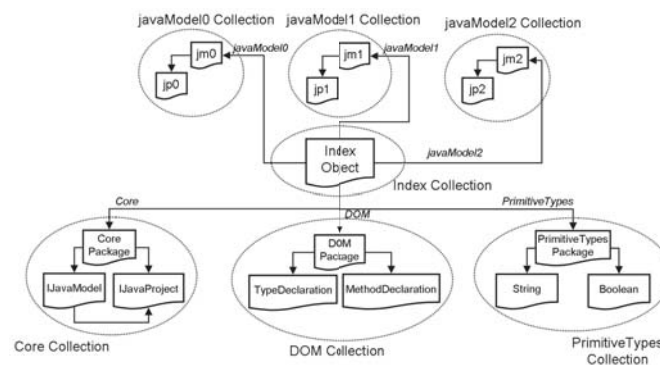 javaModel0 Collection
javaModel1 Collection
javaModel2 Collection
jm0
javaModel0
jm1
javaModel1
jm2
jp0
jp1
jp2
Index
Object
javaModel2
Index Collection
Core
DOM
PrimitiveTypes
Core
Package
DOM
Package
PrimitiveTypes
Package
IJavaModel
IJavaProject
TypeDeclaration
MethodDeclaration
String
Boolean
Core Collection
DOM Collection
PrimitiveTypes
Collection